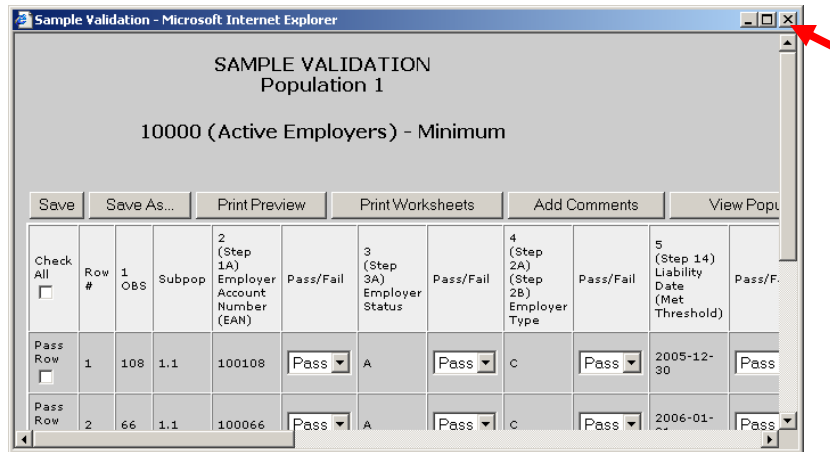 Sample Validation - Microsoft Internet Explorer
SAMPLE VALIDATION
Population 1
10000 (Active Employers) - Minimum
Save Save As... Print Preview Print Worksheets Add Comments View
Check All Row # 1 OBS Subpop 2 (Step 1A) Employer Account Number (EAN) Pass/Fail 3 (Step 3A) Employer Status Pass/Fail 4 (Step 2A) (Step 2B) Employer Type Pass/Fail 5 (Step 14) Liability Date (Met Threshold)
Pass Row 1 108 1.1 100108 Pass A Pass C Pass 2005-12-30 Pass
Pass Row 2 66 1.1 100066 Pass A Pass C Pass 2006-01- Pass